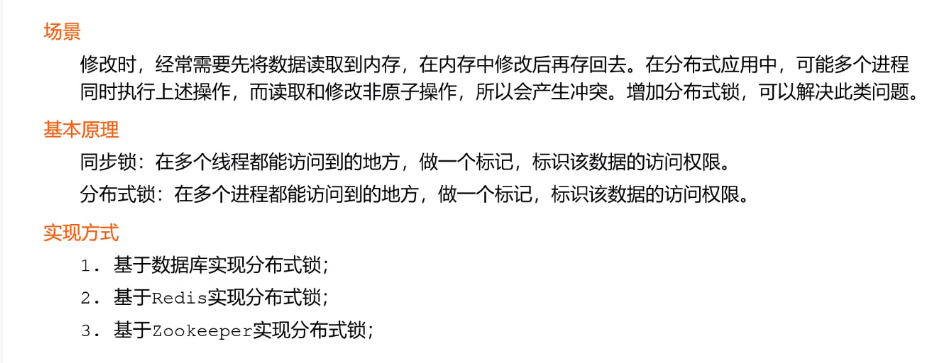 场景
修改时，经常需要先将数据读取到内存，在内存中修改后再存回去。在分布式应用中，可能多个进程
同时执行上述操作，而读取和修改非原子操作，所以会产生冲突。增加分布式锁，可以解决此类问题。
基本原理
同步锁：在多个线程都能访问到的地方，做一个标记，标识该数据的访问权限。
分布式锁：在多个进程都能访问到的地方，做一个标记，标识该数据的访问权限。
实现方式
1. 基于数据库实现分布式锁；
2. 基于Redis实现分布式锁；
3. 基于Zookeeper实现分布式锁；